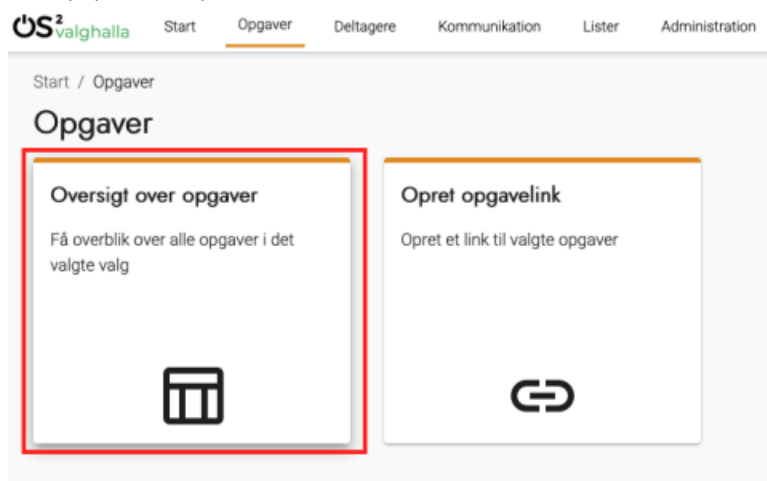 OS²valghalla Start Opgaver Deltagere Kommunikation Lister Administration
Start / Opgaver
Opgaver
Oversigt over opgaver
Få overblik over alle opgaver i det
valgte valg
Opret opgavelink
Opret et link til valgte opgaver